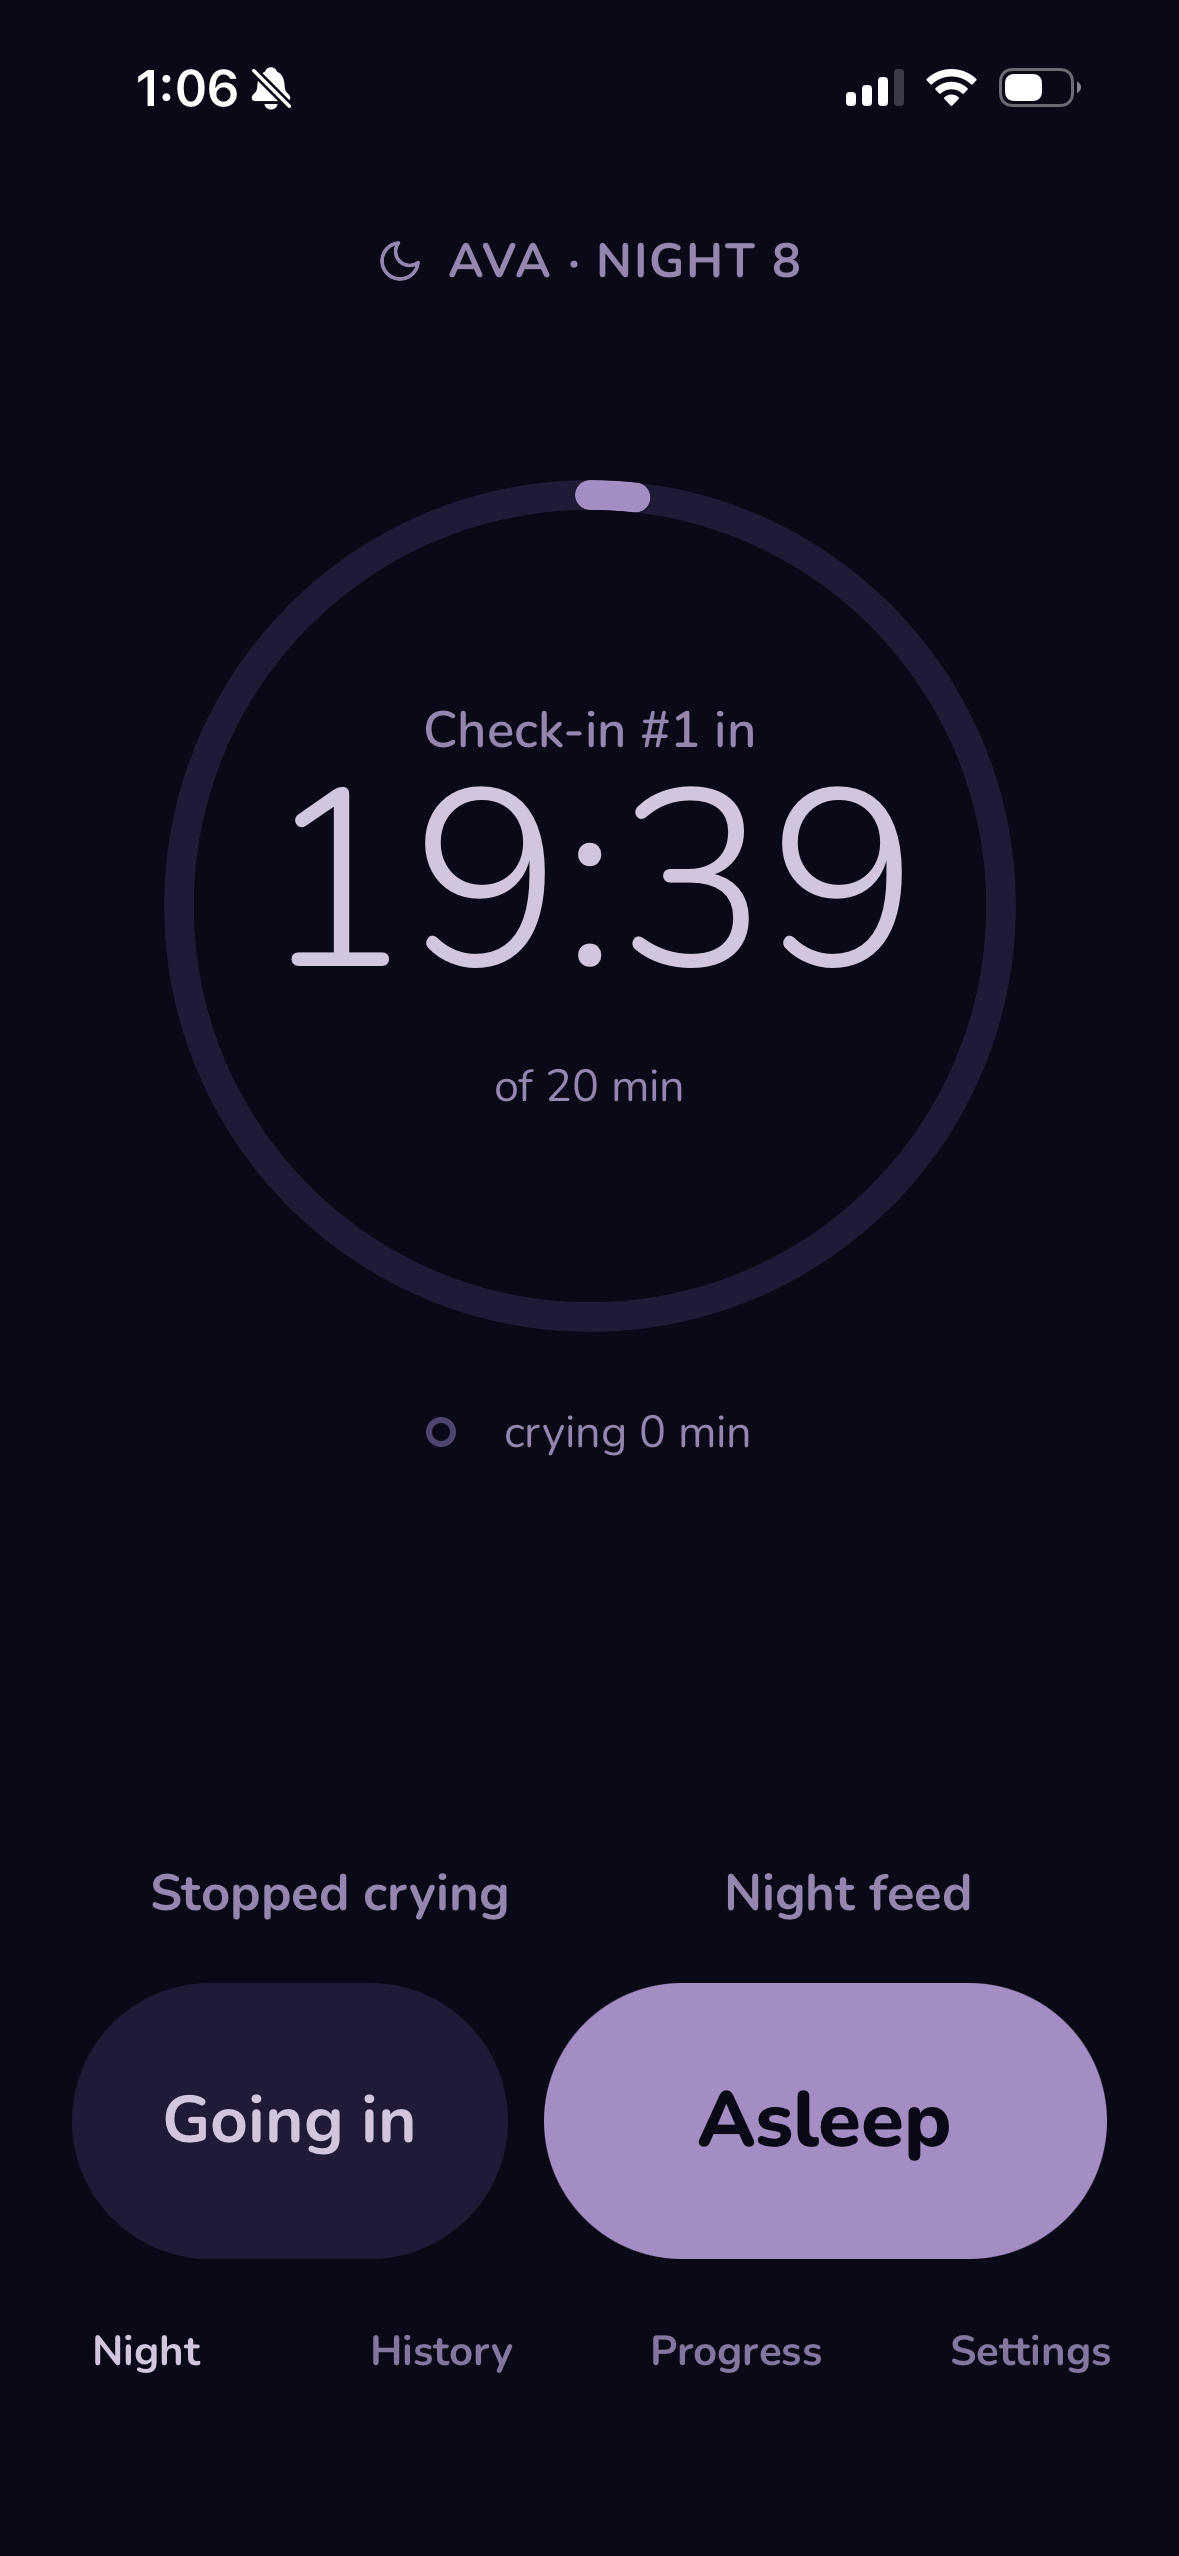 1:06
AVA · NIGHT 8
Check-in #1 in
19:39
of 20 min
crying 0 min
Stopped crying Night feed
Going in Asleep
Night History Progress Settings